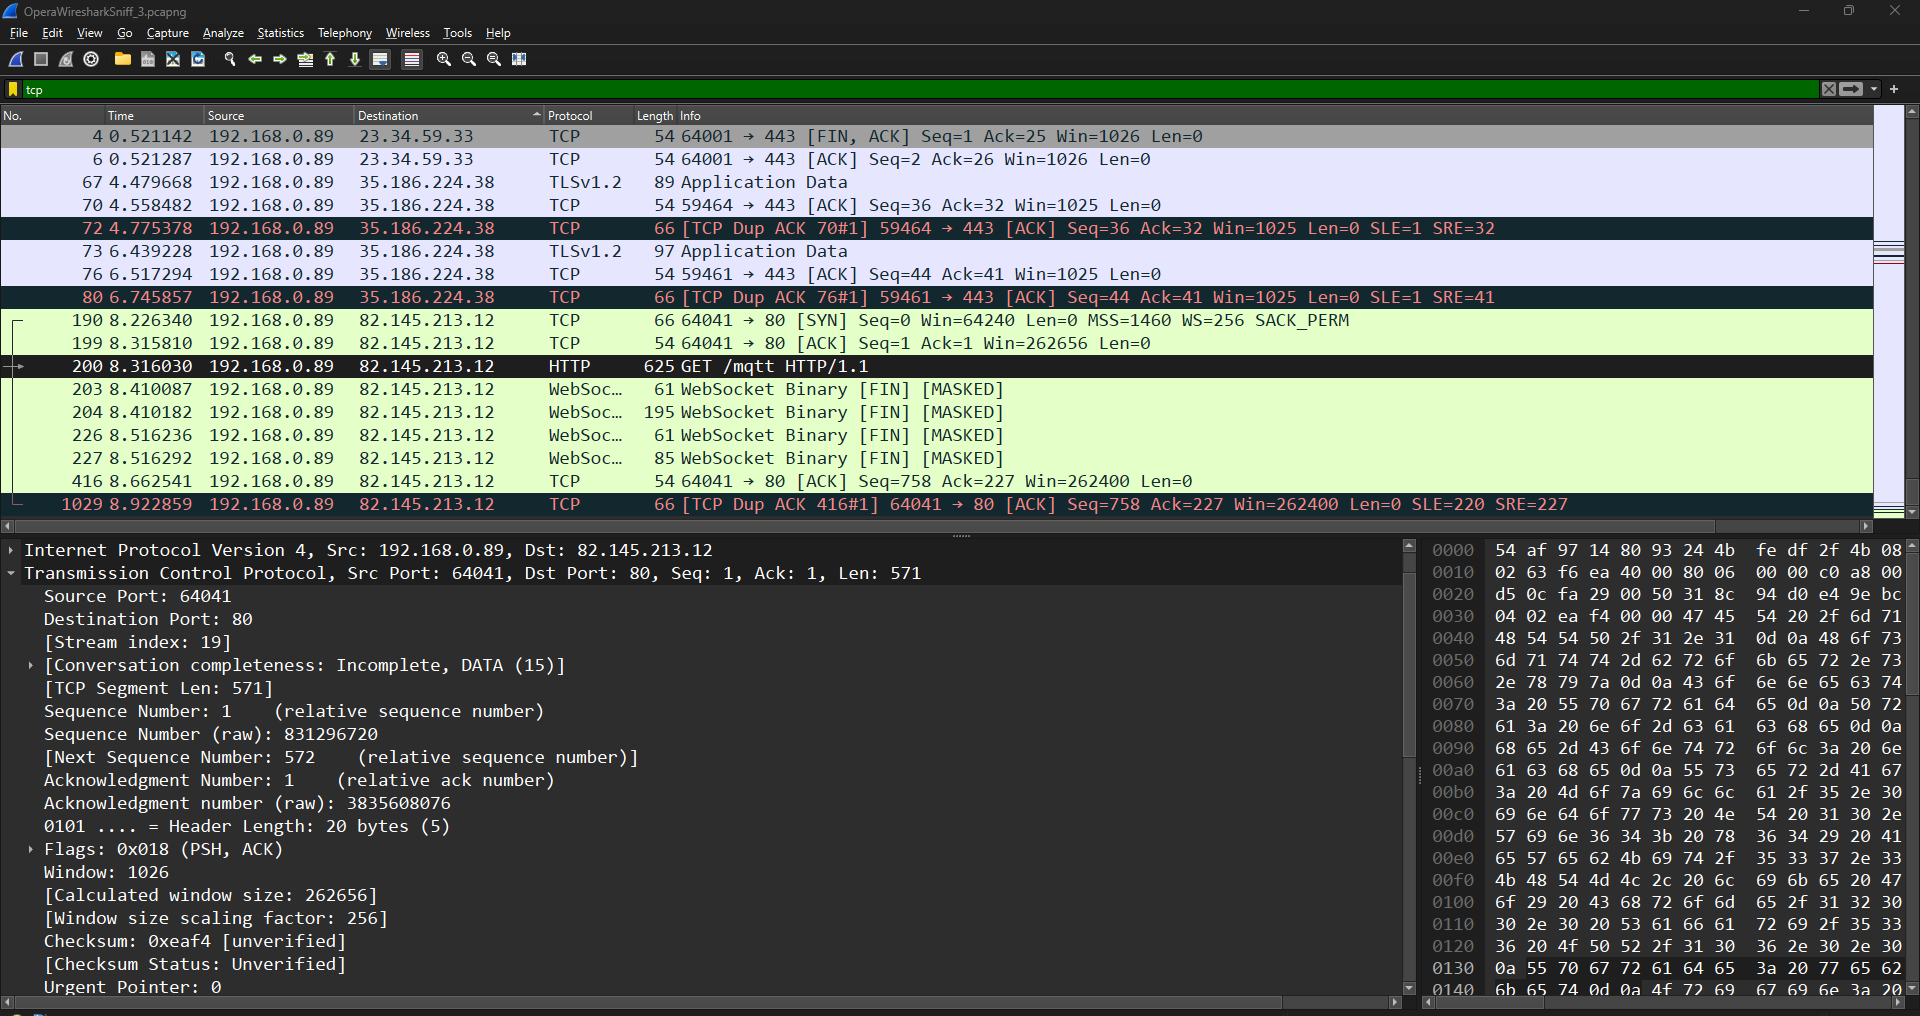 OperaWiresharkSniff_3.pcapng
File Edit View Go Capture Analyze Statistics Telephony Wireless Tools Help
tcp
No. Time Source Destination Protocol Length Info
4 0.521142 192.168.0.89 23.34.59.33 TCP 54 64001 → 443 [FIN, ACK] Seq=1 Ack=25 Win=1026 Len=0
6 0.521287 192.168.0.89 23.34.59.33 TCP 54 64001 → 443 [ACK] Seq=2 Ack=26 Win=1026 Len=0
67 4.479668 192.168.0.89 35.186.224.38 TLSv1.2 89 Application Data
70 4.558482 192.168.0.89 35.186.224.38 TCP 54 59464 → 443 [ACK] Seq=36 Ack=32 Win=1025 Len=0
72 4.775378 192.168.0.89 35.186.224.38 TCP 66 [TCP Dup ACK 70#1] 59464 → 443 [ACK] Seq=36 Ack=32 Win=1025 Len=0 SLE=1 SRE=32
73 6.439228 192.168.0.89 35.186.224.38 TLSv1.2 97 Application Data
76 6.517294 192.168.0.89 35.186.224.38 TCP 54 59461 → 443 [ACK] Seq=44 Ack=41 Win=1025 Len=0
80 6.745857 192.168.0.89 35.186.224.38 TCP 66 [TCP Dup ACK 76#1] 59461 → 443 [ACK] Seq=44 Ack=41 Win=1025 Len=0 SLE=1 SRE=41
190 8.226340 192.168.0.89 82.145.213.12 TCP 66 64041 → 80 [SYN] Seq=0 Win=64240 Len=0 MSS=1460 WS=256 SACK_PERM
199 8.315810 192.168.0.89 82.145.213.12 TCP 54 64041 → 80 [ACK] Seq=1 Ack=1 Win=262656 Len=0
200 8.316030 192.168.0.89 82.145.213.12 HTTP 625 GET /mqtt HTTP/1.1
203 8.410087 192.168.0.89 82.145.213.12 WebSoc… 61 WebSocket Binary [FIN] [MASKED]
204 8.410182 192.168.0.89 82.145.213.12 WebSoc… 195 WebSocket Binary [FIN] [MASKED]
226 8.516236 192.168.0.89 82.145.213.12 WebSoc… 61 WebSocket Binary [FIN] [MASKED]
227 8.516292 192.168.0.89 82.145.213.12 WebSoc… 85 WebSocket Binary [FIN] [MASKED]
416 8.662541 192.168.0.89 82.145.213.12 TCP 54 64041 → 80 [ACK] Seq=758 Ack=227 Win=262400 Len=0
1029 8.922859 192.168.0.89 82.145.213.12 TCP 66 [TCP Dup ACK 416#1] 64041 → 80 [ACK] Seq=758 Ack=227 Win=262400 Len=0 SLE=220 SRE=227
Internet Protocol Version 4, Src: 192.168.0.89, Dst: 82.145.213.12
Transmission Control Protocol, Src Port: 64041, Dst Port: 80, Seq: 1, Ack: 1, Len: 571
Source Port: 64041
Destination Port: 80
[Stream index: 19]
[Conversation completeness: Incomplete, DATA (15)]
[TCP Segment Len: 571]
Sequence Number: 1 (relative sequence number)
Sequence Number (raw): 831296720
[Next Sequence Number: 572 (relative sequence number)]
Acknowledgment Number: 1 (relative ack number)
Acknowledgment number (raw): 3835608076
0101 .... = Header Length: 20 bytes (5)
Flags: 0x018 (PSH, ACK)
Window: 1026
[Calculated window size: 262656]
[Window size scaling factor: 256]
Checksum: 0xeaf4 [unverified]
[Checksum Status: Unverified]
Urgent Pointer: 0
0000 54 af 97 14 80 93 24 4b fe df 2f 4b 08
0010 02 63 f6 ea 40 00 80 06 00 00 c0 a8 00
0020 d5 0c fa 29 00 50 31 8c 94 d0 e4 9e bc
0030 04 02 ea f4 00 00 47 45 54 20 2f 6d 71
0040 48 54 54 50 2f 31 2e 31 0d 0a 48 6f 73
0050 6d 71 74 74 2d 62 72 6f 6b 65 72 2e 73
0060 2e 78 79 7a 0d 0a 43 6f 6e 6e 65 63 74
0070 3a 20 55 70 67 72 61 64 65 0d 0a 50 72
0080 61 3a 20 6e 6f 2d 63 61 63 68 65 0d 0a
0090 68 65 2d 43 6f 6e 74 72 6f 6c 3a 20 6e
00a0 61 63 68 65 0d 0a 55 73 65 72 2d 41 67
00b0 3a 20 4d 6f 7a 69 6c 6c 61 2f 35 2e 30
00c0 69 6e 64 6f 77 73 20 4e 54 20 31 30 2e
00d0 57 69 6e 36 34 3b 20 78 36 34 29 20 41
00e0 65 57 65 62 4b 69 74 2f 35 33 37 2e 33
00f0 4b 48 54 4d 4c 2c 20 6c 69 6b 65 20 47
0100 6f 29 20 43 68 72 6f 6d 65 2f 31 32 30
0110 30 2e 30 20 53 61 66 61 72 69 2f 35 33
0120 36 20 4f 50 52 2f 31 30 36 2e 30 2e 30
0130 0a 55 70 67 72 61 64 65 3a 20 77 65 62
0140 6b 65 74 0d 0a 4f 72 69 67 69 6e 3a 20